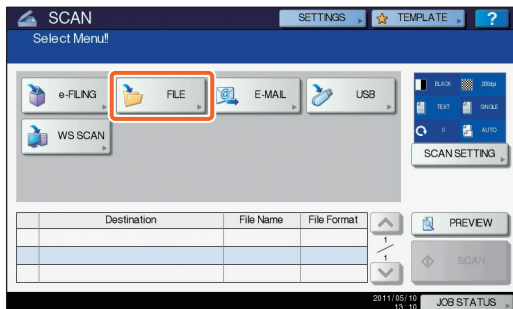 SCAN
SETTINGS
TEMPLATE
?
Select Menu!!
e-FILING
FILE
E-MAIL
USB
WS SCAN
BLACK
200dpi
TEXT
SINGLE
0
AUTO
SCAN SETTING
Destination
File Name
File Format
1
1
PREVIEW
SCAN
2011/05/10
13:10
JOB STATUS